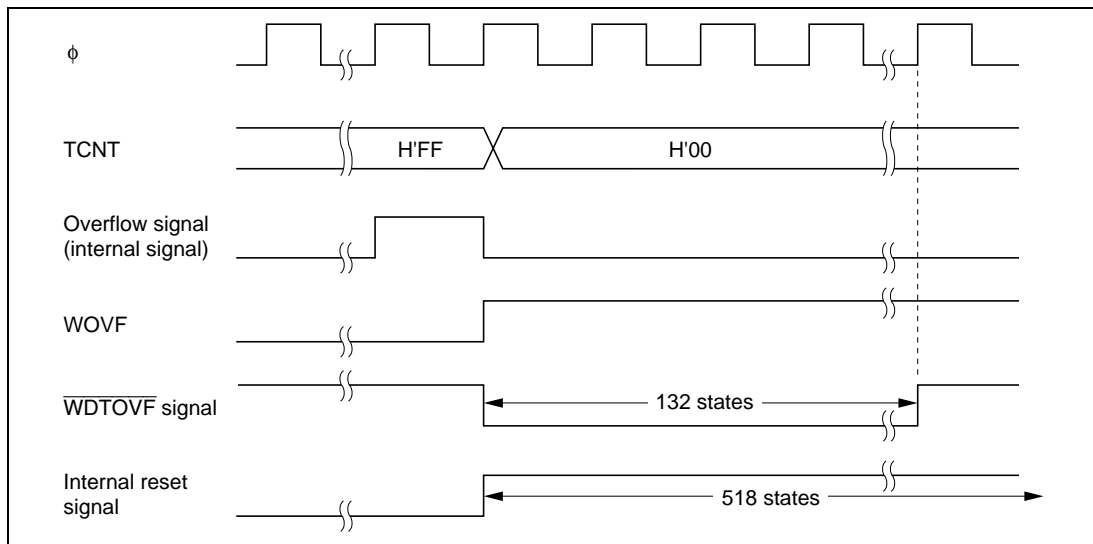 ϕ
TCNT
H'FF
H'00
Overflow signal
(internal signal)
WOVF
WDTOVF signal
132 states
Internal reset
signal
518 states